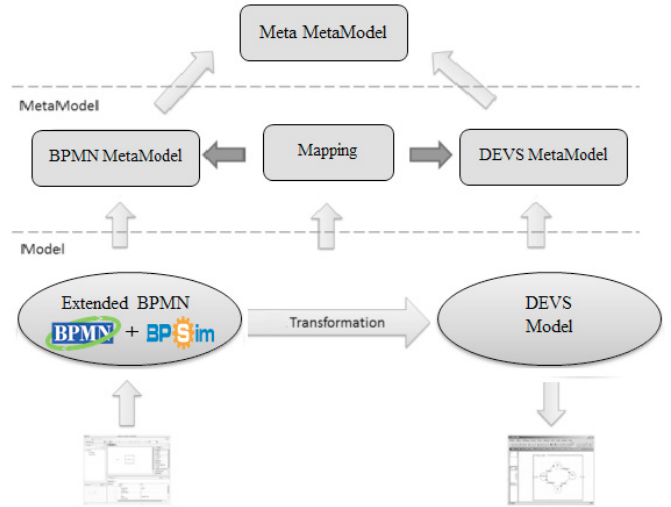 Meta MetaModel
MetaModel
BPMN MetaModel
Mapping
DEVS MetaModel
Model
Extended BPMN
BPMN + BPSim
Transformation
DEVS
Model